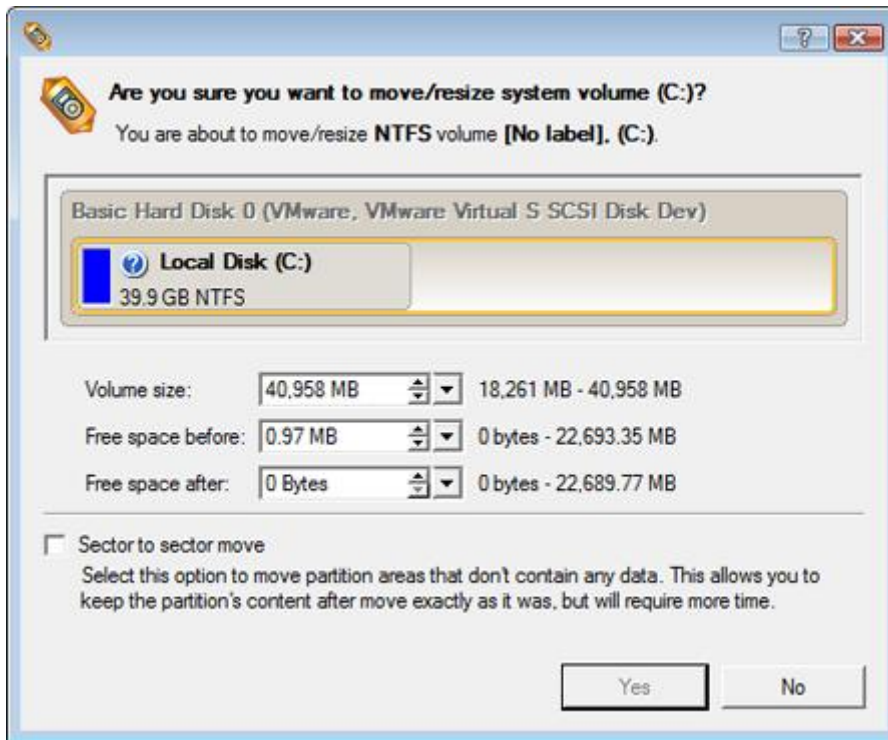 Are you sure you want to move/resize system volume (C:)?
You are about to move/resize NTFS volume [No label], (C:).
Basic Hard Disk 0 (VMware, VMware Virtual S SCSI Disk Dev)
Local Disk (C:)
39.9 GB NTFS
Volume size: 40,958 MB 18,261 MB - 40,958 MB
Free space before: 0.97 MB 0 bytes - 22,693.35 MB
Free space after: 0 Bytes 0 bytes - 22,689.77 MB
Sector to sector move
Select this option to move partition areas that don't contain any data. This allows you to
keep the partition's content after move exactly as it was, but will require more time.
Yes No